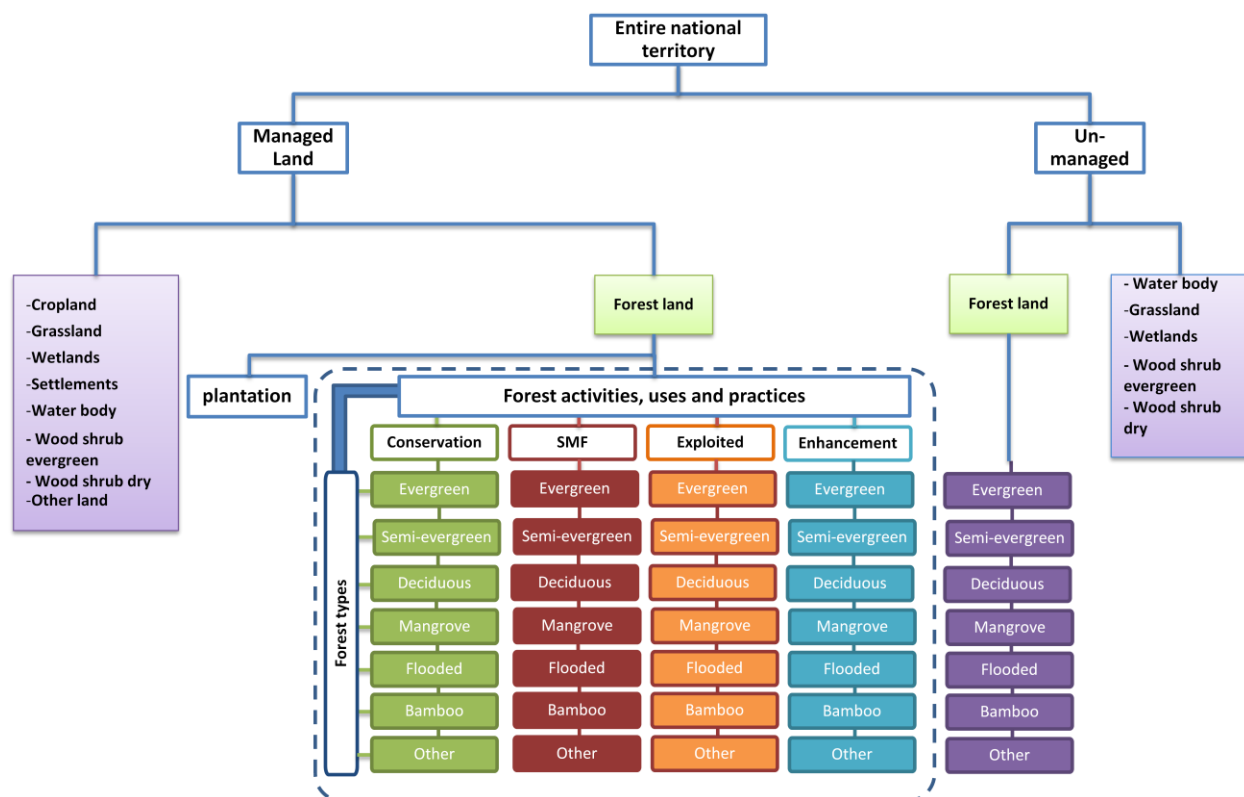 Entire national
territory
Managed
Land
Un-
managed
-Cropland
-Grassland
-Wetlands
-Settlements
-Water body
- Wood shrub
evergreen
- Wood shrub dry
-Other land
Forest land
Forest land
- Water body
-Grassland
-Wetlands
- Wood shrub
evergreen
- Wood shrub
dry
plantation
Forest activities, uses and practices
Forest types
Conservation
Evergreen
Semi-evergreen
Deciduous
Mangrove
Flooded
Bamboo
Other
SMF
Evergreen
Semi-evergreen
Deciduous
Mangrove
Flooded
Bamboo
Other
Exploited
Evergreen
Semi-evergreen
Deciduous
Mangrove
Flooded
Bamboo
Other
Enhancement
Evergreen
Semi-evergreen
Deciduous
Mangrove
Flooded
Bamboo
Other
Evergreen
Semi-evergreen
Deciduous
Mangrove
Flooded
Bamboo
Other